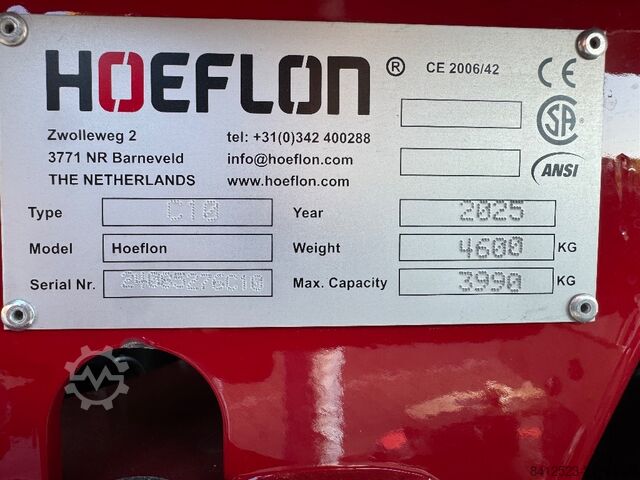 HOEFLON ® CE 2006/42 CE
Zwolleweg 2 tel: +31(0)342 400288
3771 NR Barneveld info@hoeflon.com
THE NETHERLANDS www.hoeflon.com
SA
ANSI
Type C10 Year 2025
Model Hoeflon Weight 4600 KG
Serial Nr. Max. Capacity 3990 KG